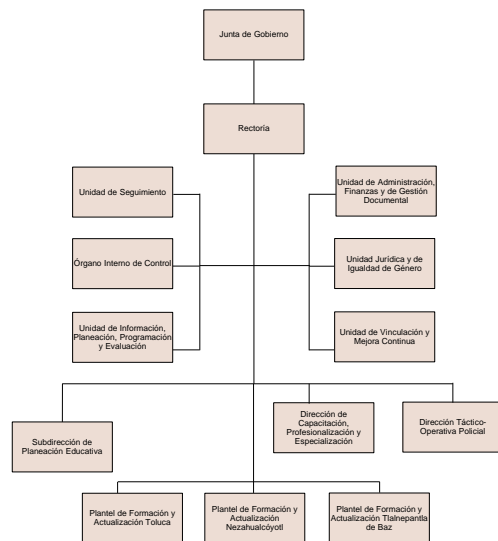 Junta de Gobierno
Rectoría
Unidad de Seguimiento
Unidad de Administración,
Finanzas y de Gestión
Documental
Órgano Interno de Control
Unidad Jurídica y de
Igualdad de Género
Unidad de Información,
Planeación, Programación
y Evaluación
Unidad de Vinculación y
Mejora Continua
Subdirección de
Planeación Educativa
Dirección de
Capacitación,
Profesionalización y
Especialización
Dirección Táctico-
Operativa Policial
Plantel de Formación y
Actualización Toluca
Plantel de Formación y
Actualización
Nezahualcóyotl
Plantel de Formación y
Actualización Tlalnepantla
de Baz